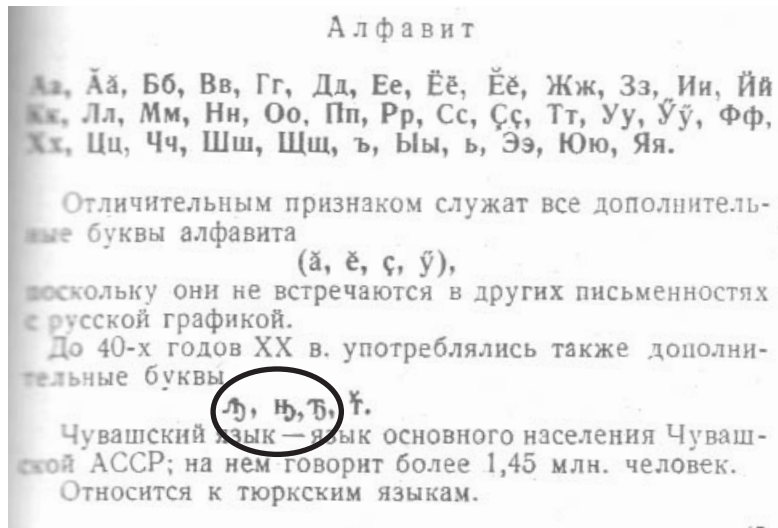 Алфавит
Аа, Ӑӑ, Бб, Вв, Гг, Дд, Ее, Ёё, Ӗӗ, Жж, Зз, Ии, Йй
Кк, Лл, Мм, Нн, Оо, Пп, Рр, Сс, Ҫҫ, Тт, Уу, Ӳӳ, Фф,
Хх, Цц, Чч, Шш, Щщ, ъ, Ыы, ь, Ээ, Юю, Яя.
Отличительным признаком служат все дополнитель-
ные буквы алфавита
(ӑ, ӗ, ҫ, ӳ),
поскольку они не встречаются в других письменностях
с русской графикой.
До 40-х годов XX в. употреблялись также дополни-
тельные буквы
Ԡ, Ԣ, Ђ, т̌.
Чувашский язык — язык основного населения Чуваш-
ской АССР; на нем говорит более 1,45 млн. человек.
Относится к тюркским языкам.